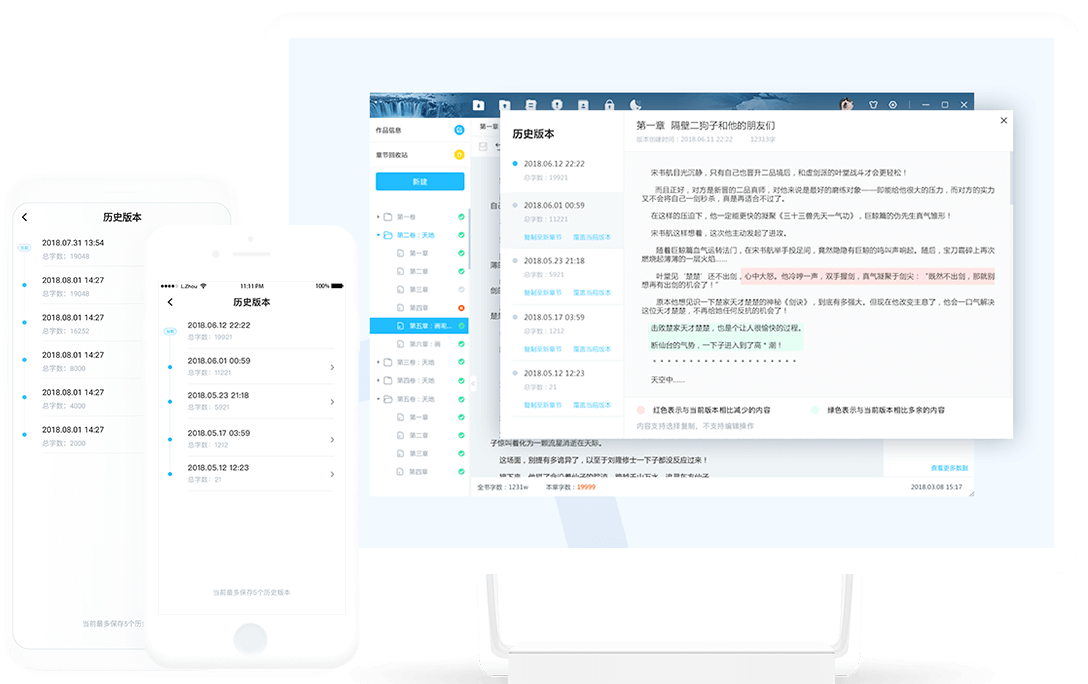 历史版本
2018.07.31 13:54
总字数：19048
2018.08.01 14:27
总字数：19048
2018.08.01 14:27
总字数：16252
2018.08.01 14:27
总字数：8000
2018.08.01 14:27
总字数：4000
2018.08.01 14:27
总字数：2000
当前最多保存5个历
L.Zhou
11:11PM
100%
历史版本
2018.06.12 22:22
总字数：19921
2018.06.01 00:59
总字数：11221
2018.05.23 21:18
总字数：5921
2018.05.17 03:59
总字数：1212
2018.05.12 12:23
总字数：21
当前最多保存5个历史版本
作品信息
章节回收站
新建
第一卷
第二卷：天地
第一章
第二章
第三章
第四章
第五章：画呢...
第六章：画
第三卷：天地
第四卷：天地
第五卷：天地
第一章
第二章
第三章
第四章
第一章
历史版本
2018.06.12 22:22
总字数：19921
2018.06.01 00:59
总字数：11221
复制至新章节 覆盖当前版本
2018.05.23 21:18
总字数：5921
复制至新章节 覆盖当前版本
2018.05.17 03:59
总字数：1212
复制至新章节 覆盖当前版本
2018.05.12 12:23
总字数：21
复制至新章节 覆盖当前版本
第一章 隔壁二狗子和他的朋友们
版本创建时间：2018.06.11 22:22 12313字
宋书航目光沉静，只有自己也晋升二品境后，和虚剑派的叶堂战斗才会更轻松！
而且正好，对方是新晋的二品真师，对他来说是最好的磨练对象——即能给他很大的压力，而对方的实力
又不会将自己一剑秒杀，真是再适合不过了。
在这样的压迫下，他一定能更快的凝聚《三十三兽先天一气功》，巨鲸篇的伪先生真气雏形！
宋书航这样想着，这次他主动发起了进攻。
随着巨鲸篇血气运转法门，在宋书航举手投足间，竟然隐隐有巨鲸的鸣叫声响起。随后，宝刀霸碎上再次
燃烧起薄薄的一层火焰......
叶堂见‘楚楚’还不出剑，心中大怒。他冷哼一声，双手握剑，真气凝聚于剑尖：“既然不出剑，那就别
想再有出剑的机会了！”
原本他想见识一下楚家天才楚楚的神秘《剑诀》，到底有多强大。但现在他改变主意了，他会一口气解决
这位天才楚楚，不再给她任何反抗的机会了！
击败楚家天才楚楚，也是个让人很愉快的过程。
断仙台的气势，一下子进入到了高＊潮！
天空中......
红色表示与当前版本相比减少的内容
绿色表示与当前版本相比多余的内容
内容支持选择复制，不支持编辑操作
子惊叫着化为一颗流星消逝在天际。
这场面，别提有多诡异了，以至于刘隆修士一下子都没反应过来！
查看更多数据
全书字数：1231w
本章字数：19999
2018.03.08 15:17